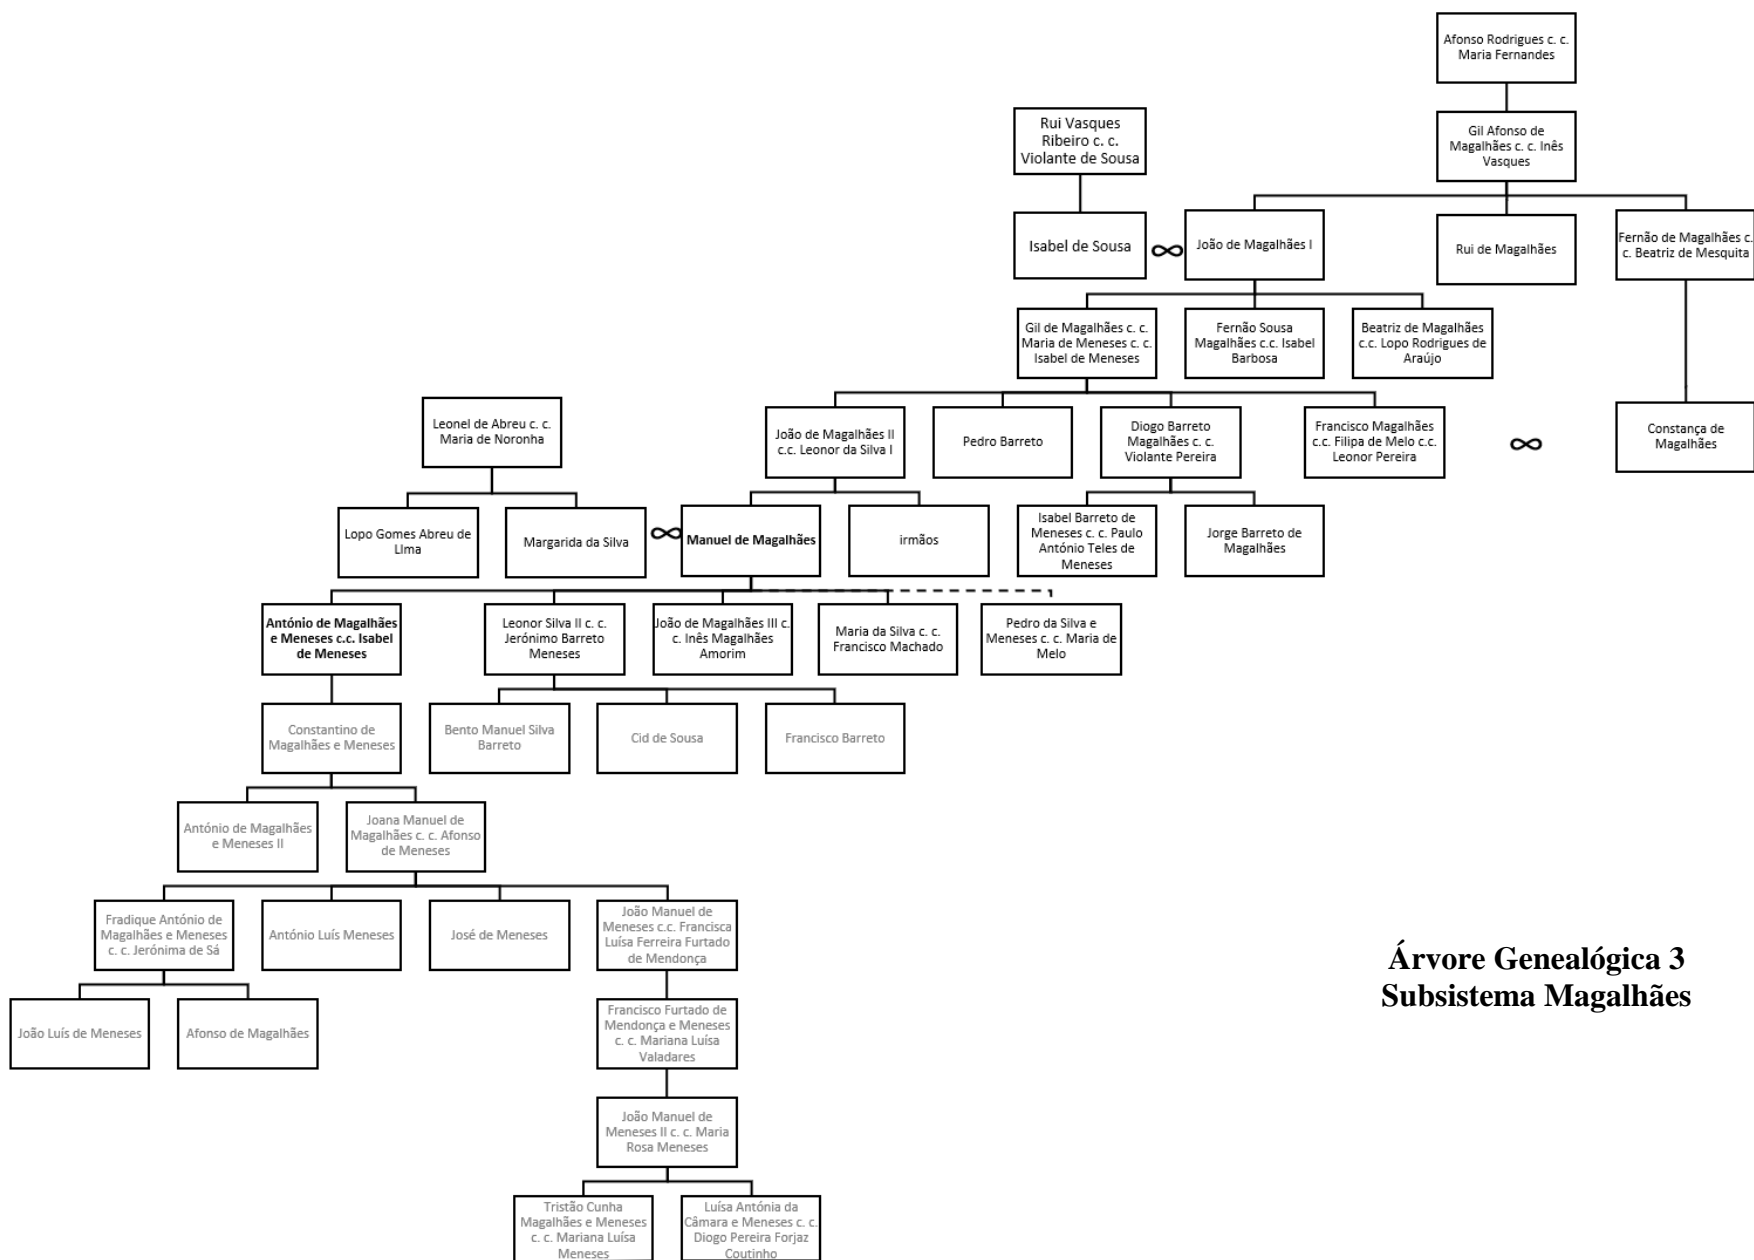 Afonso Rodrigues c. c.
Maria Fernandes
Rui Vasques
Ribeiro c. c.
Violante de Sousa
Gil Afonso de
Magalhães c. c. Inês
Vasques
Isabel de Sousa
∞
João de Magalhães I
Rui de Magalhães
Fernão de Magalhães c.
c. Beatriz de Mesquita
Gil de Magalhães c. c.
Maria de Meneses c. c.
Isabel de Meneses
Fernão Sousa
Magalhães c.c. Isabel
Barbosa
Beatriz de Magalhães
c.c. Lopo Rodrigues de
Araújo
Leonel de Abreu c. c.
Maria de Noronha
João de Magalhães II
c.c. Leonor da Silva I
Pedro Barreto
Diogo Barreto
Magalhães c. c.
Violante Pereira
Francisco Magalhães
c.c. Filipa de Melo c.c.
Leonor Pereira
∞
Constança de
Magalhães
Lopo Gomes Abreu de
LIma
Margarida da Silva
∞
Manuel de Magalhães
irmãos
Isabel Barreto de
Meneses c. c. Paulo
António Teles de
Meneses
Jorge Barreto de
Magalhães
António de Magalhães
e Meneses c.c. Isabel
de Meneses
Leonor Silva II c. c.
Jerónimo Barreto
Meneses
João de Magalhães III c.
c. Inês Magalhães
Amorim
Maria da Silva c. c.
Francisco Machado
Pedro da Silva e
Meneses c. c. Maria de
Melo
Constantino de
Magalhães e Meneses
Bento Manuel Silva
Barreto
Cid de Sousa
Francisco Barreto
António de Magalhães
e Meneses II
Joana Manuel de
Magalhães c. c. Afonso
de Meneses
Fradique António de
Magalhães e Meneses
c. c. Jerónima de Sá
António Luís Meneses
José de Meneses
João Manuel de
Meneses c.c. Francisca
Luísa Ferreira Furtado
de Mendonça
Árvore Genealógica 3
Subsistema Magalhães
João Luís de Meneses
Afonso de Magalhães
Francisco Furtado de
Mendonça e Meneses
c. c. Mariana Luísa
Valadares
João Manuel de
Meneses II c. c. Maria
Rosa Meneses
Tristão Cunha
Magalhães e Meneses
c. c. Mariana Luísa
Meneses
Luísa Antónia da
Câmara e Meneses c. c.
Diogo Pereira Forjaz
Coutinho